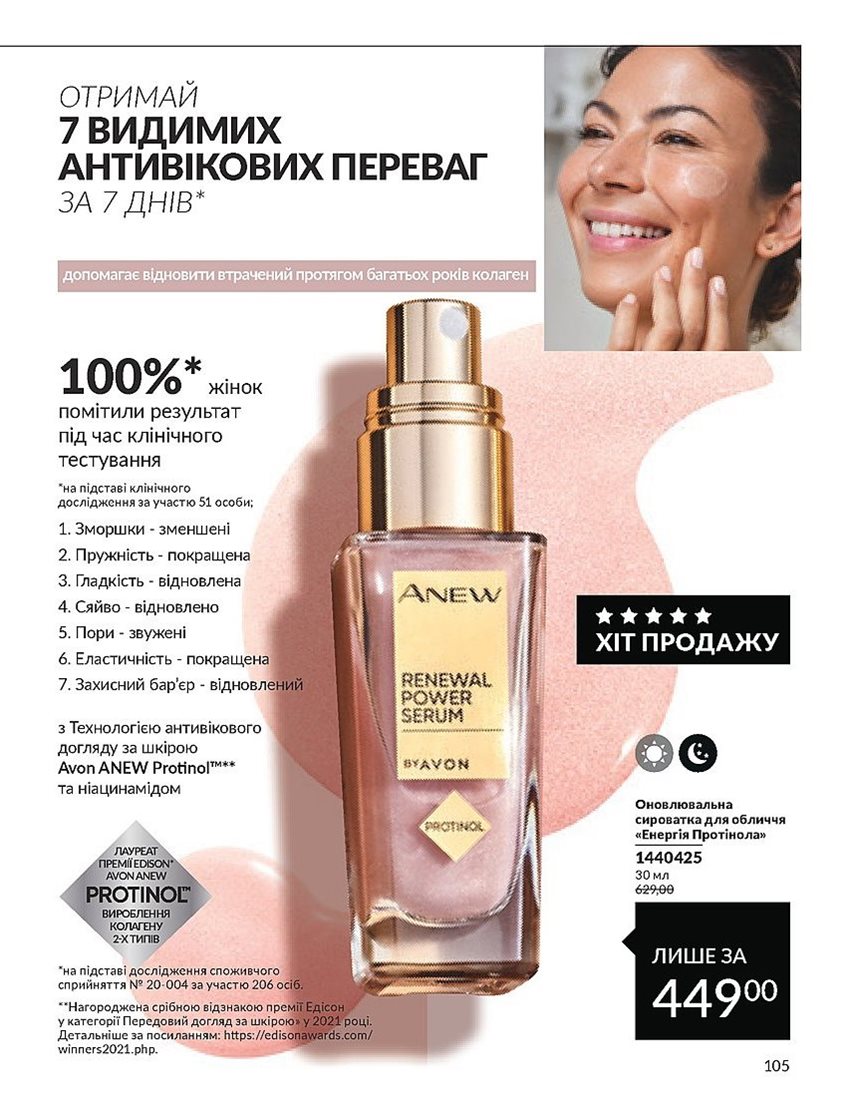 ОТРИМАЙ
7 ВИДИМИХ
АНТИВІКОВИХ ПЕРЕВАГ
ЗА 7 ДНІВ*
допомагає відновити втрачений протягом багатьох років колаген
100%* жінок
помітили результат
під час клінічного
тестування
*на підставі клінічного
дослідження за участю 51 особи;
1. Зморшки - зменшені
2. Пружність - покращена
3. Гладкість - відновлена
4. Сяйво - відновлено
5. Пори - звужені
6. Еластичність - покращена
7. Захисний бар’єр - відновлений
з Технологією антивікового
догляду за шкірою
Avon ANEW Protinol™**
та ніацинамідом
ЛАУРЕАТ
ПРЕМІЇ EDISON*
AVON ANEW
PROTINOL™
ВИРОБЛЕННЯ
КОЛАГЕНУ
2-Х ТИПІВ
*на підставі дослідження споживчого
сприйняття № 20-004 за участю 206 осіб.
**Нагороджена срібною відзнакою премії Едісон
у категорії Передовий догляд за шкірою» у 2021 році.
Детальніше за посиланням: https://edisonawards.com/
winners2021.php.
ANEW
RENEWAL
POWER
SERUM
BY AVON
PROTINOL
ХІТ ПРОДАЖУ
Оновлювальна
сироватка для обличчя
«Енергія Протінола»
1440425
30 мл
629,00
ЛИШЕ ЗА
44900
105